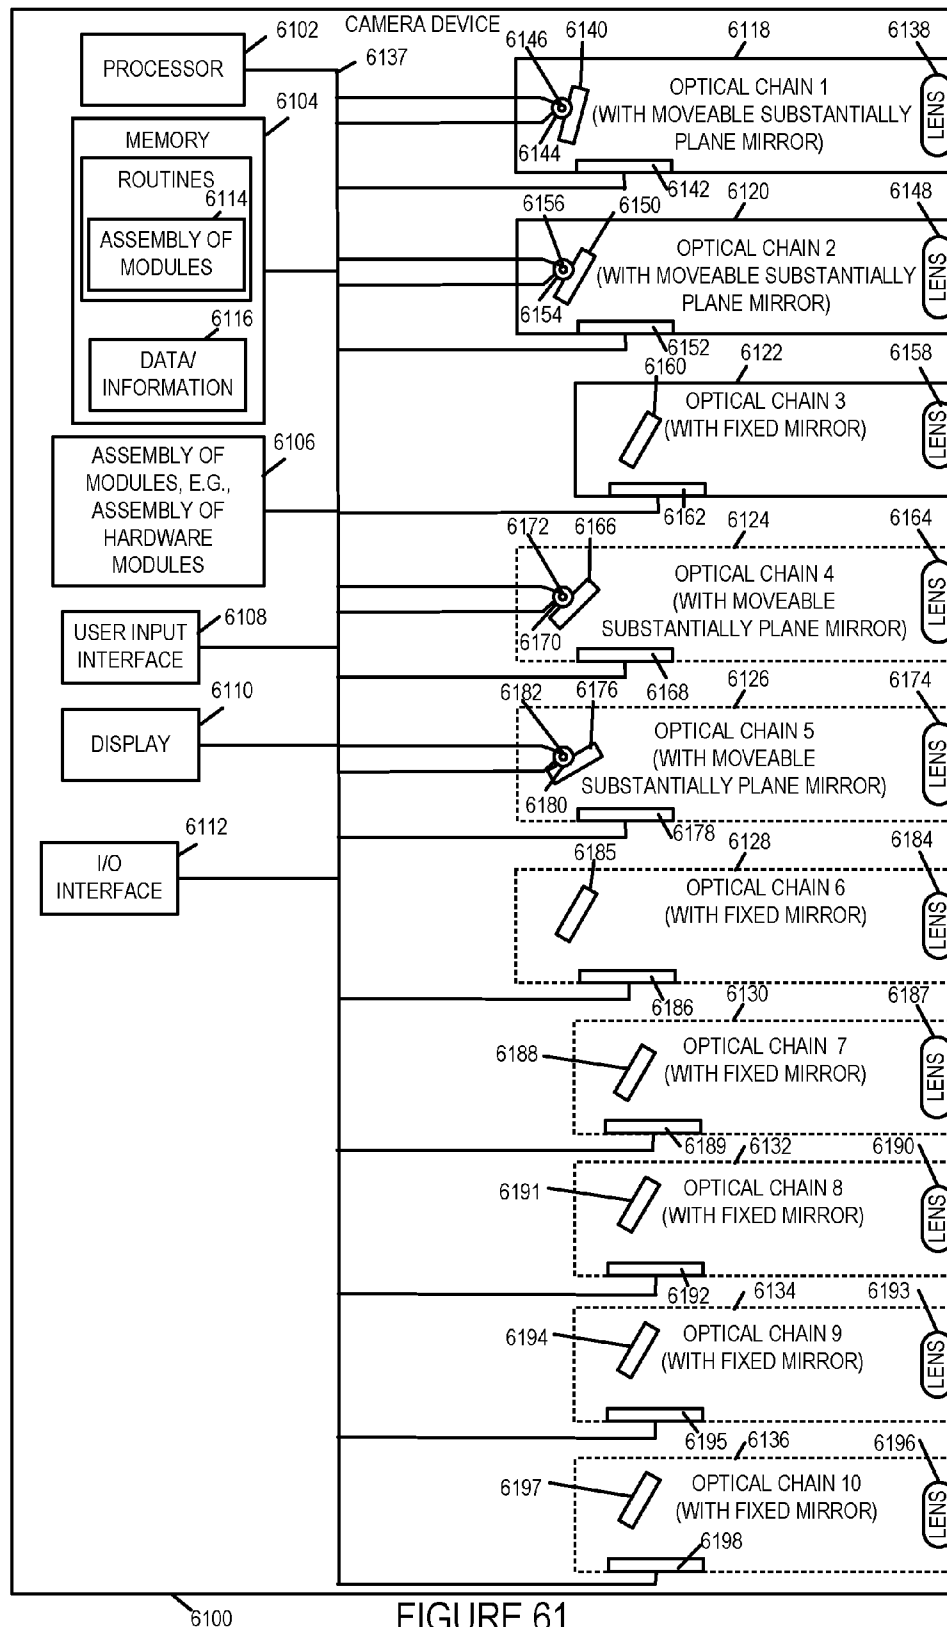 CAMERA DEVICE
6102
PROCESSOR
6137
6104
MEMORY
ROUTINES
6114
ASSEMBLY OF
MODULES
6116
DATA/
INFORMATION
6106
ASSEMBLY OF
MODULES, E.G.,
ASSEMBLY OF
HARDWARE
MODULES
6108
USER INPUT
INTERFACE
6110
DISPLAY
6112
I/O
INTERFACE
6146
6140
6118
6138
OPTICAL CHAIN 1
(WITH MOVEABLE SUBSTANTIALLY
PLANE MIRROR)
LENS
6144
6142
6156
6150
6120
6148
OPTICAL CHAIN 2
(WITH MOVEABLE SUBSTANTIALLY
PLANE MIRROR)
LENS
6154
6152
6160
6122
6158
OPTICAL CHAIN 3
(WITH FIXED MIRROR)
LENS
6162
6172
6166
6124
6164
OPTICAL CHAIN 4
(WITH MOVEABLE
SUBSTANTIALLY PLANE MIRROR)
LENS
6170
6168
6182
6176
6126
6174
OPTICAL CHAIN 5
(WITH MOVEABLE
SUBSTANTIALLY PLANE MIRROR)
LENS
6180
6178
6185
6128
6184
OPTICAL CHAIN 6
(WITH FIXED MIRROR)
LENS
6186
6130
6187
6188
OPTICAL CHAIN 7
(WITH FIXED MIRROR)
LENS
6189
6132
6190
6191
OPTICAL CHAIN 8
(WITH FIXED MIRROR)
LENS
6192
6134
6193
6194
OPTICAL CHAIN 9
(WITH FIXED MIRROR)
LENS
6195
6136
6196
6197
OPTICAL CHAIN 10
(WITH FIXED MIRROR)
LENS
6198
6100
FIGURE 61